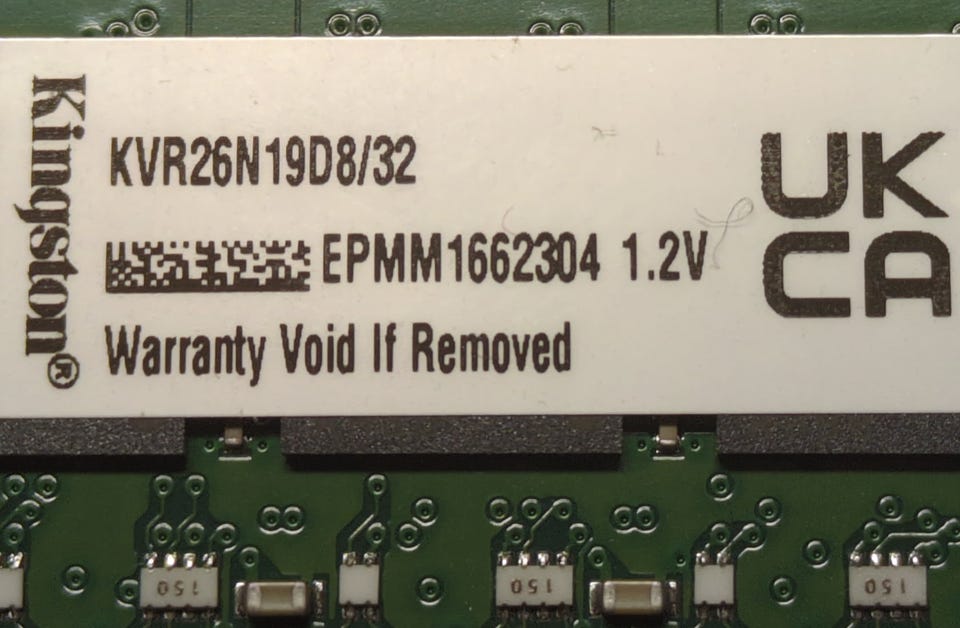 Kingston®
KVR26N19D8/32
EPMM1662304 1.2V
Warranty Void If Removed
UK
CA
150
150
150